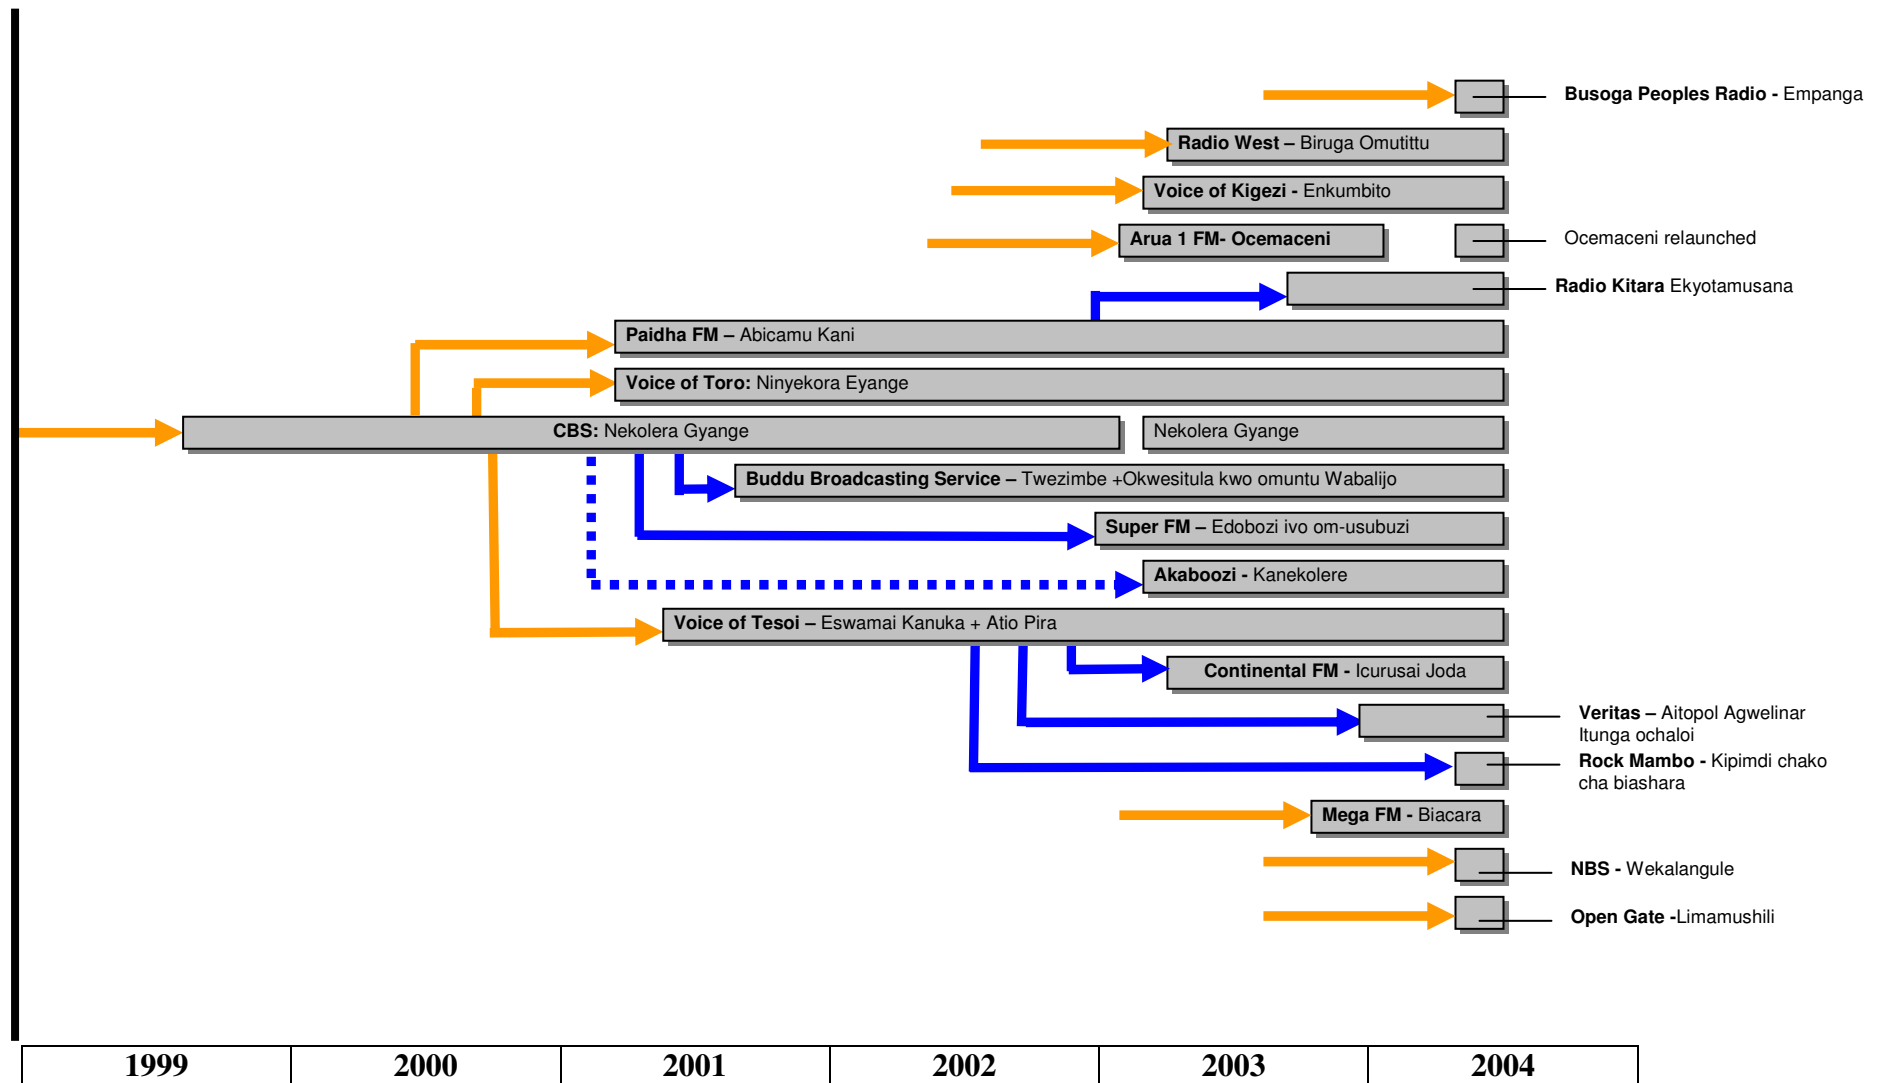 Busoga Peoples Radio - Empanga
Radio West – Biruga Omutittu
Voice of Kigezi - Enkumbito
Arua 1 FM- Ocemaceni
Ocemaceni relaunched
Radio Kitara Ekyotamusana
Paidha FM – Abicamu Kani
Voice of Toro: Ninyekora Eyange
CBS: Nekolera Gyange
Nekolera Gyange
Buddu Broadcasting Service – Twezimbe +Okwesitula kwo omuntu Wabalijo
Super FM – Edobozi ivo om-usubuzi
Akaboozi - Kanekolere
Voice of Tesoi – Eswamai Kanuka + Atio Pira
Continental FM - Icurusai Joda
Veritas – Aitopol Agwelinar
Itunga ochaloi
Rock Mambo - Kipimdi chako
cha biashara
Mega FM - Biacara
NBS - Wekalangule
Open Gate -Limamushili
1999 2000 2001 2002 2003 2004